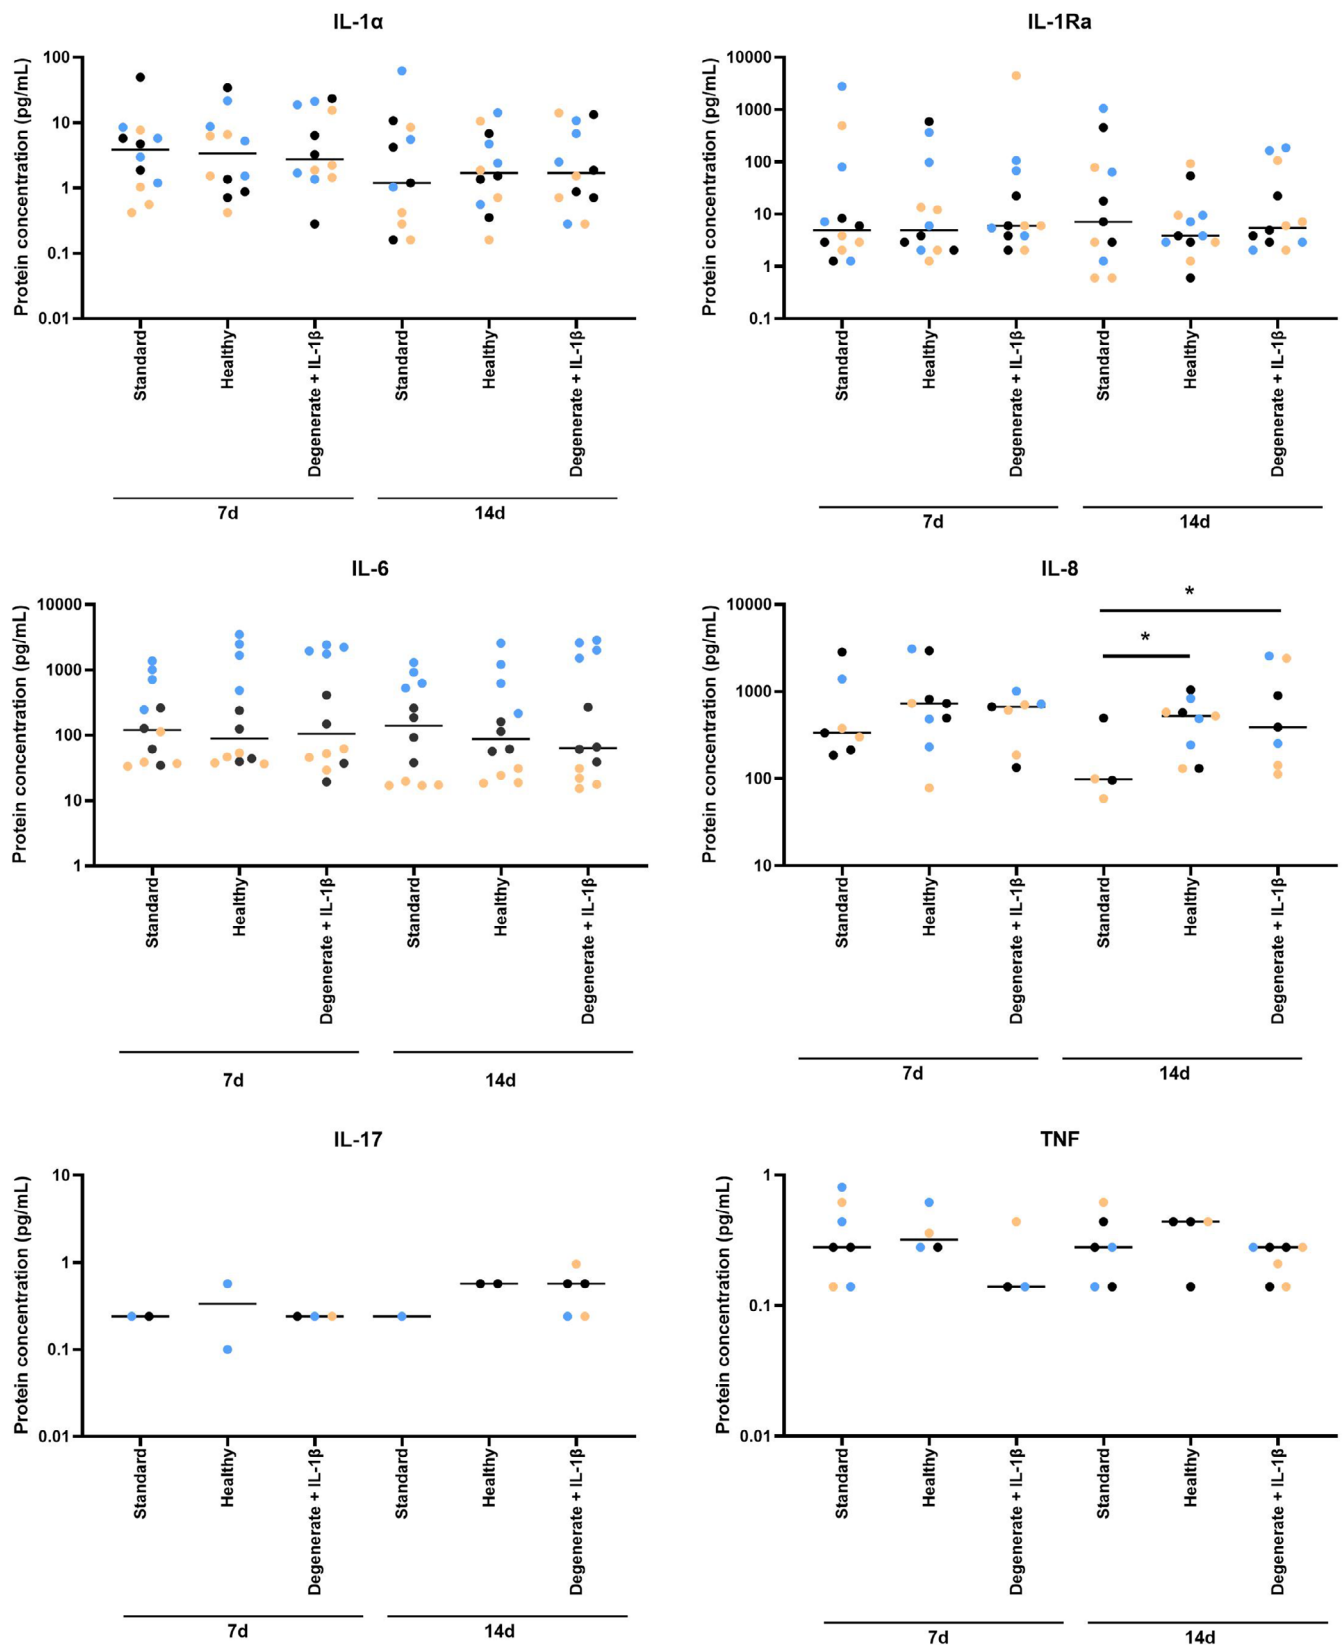 IL-1α
Protein concentration (pg/mL)
100
10
1
0.1
0.01
Standard
Healthy
Degenerate + IL-1β
Standard
Healthy
Degenerate + IL-1β
7d
14d
IL-1Ra
Protein concentration (pg/mL)
10000
1000
100
10
1
0.1
Standard
Healthy
Degenerate + IL-1β
Standard
Healthy
Degenerate + IL-1β
7d
14d
IL-6
Protein concentration (pg/mL)
10000
1000
100
10
1
Standard
Healthy
Degenerate + IL-1β
Standard
Healthy
Degenerate + IL-1β
7d
14d
IL-8
Protein concentration (pg/mL)
10000
1000
100
10
*
*
Standard
Healthy
Degenerate + IL-1β
Standard
Healthy
Degenerate + IL-1β
7d
14d
IL-17
Protein concentration (pg/mL)
10
1
0.1
0.01
Standard
Healthy
Degenerate + IL-1β
Standard
Healthy
Degenerate + IL-1β
7d
14d
TNF
Protein concentration (pg/mL)
1
0.1
0.01
Standard
Healthy
Degenerate + IL-1β
Standard
Healthy
Degenerate + IL-1β
7d
14d